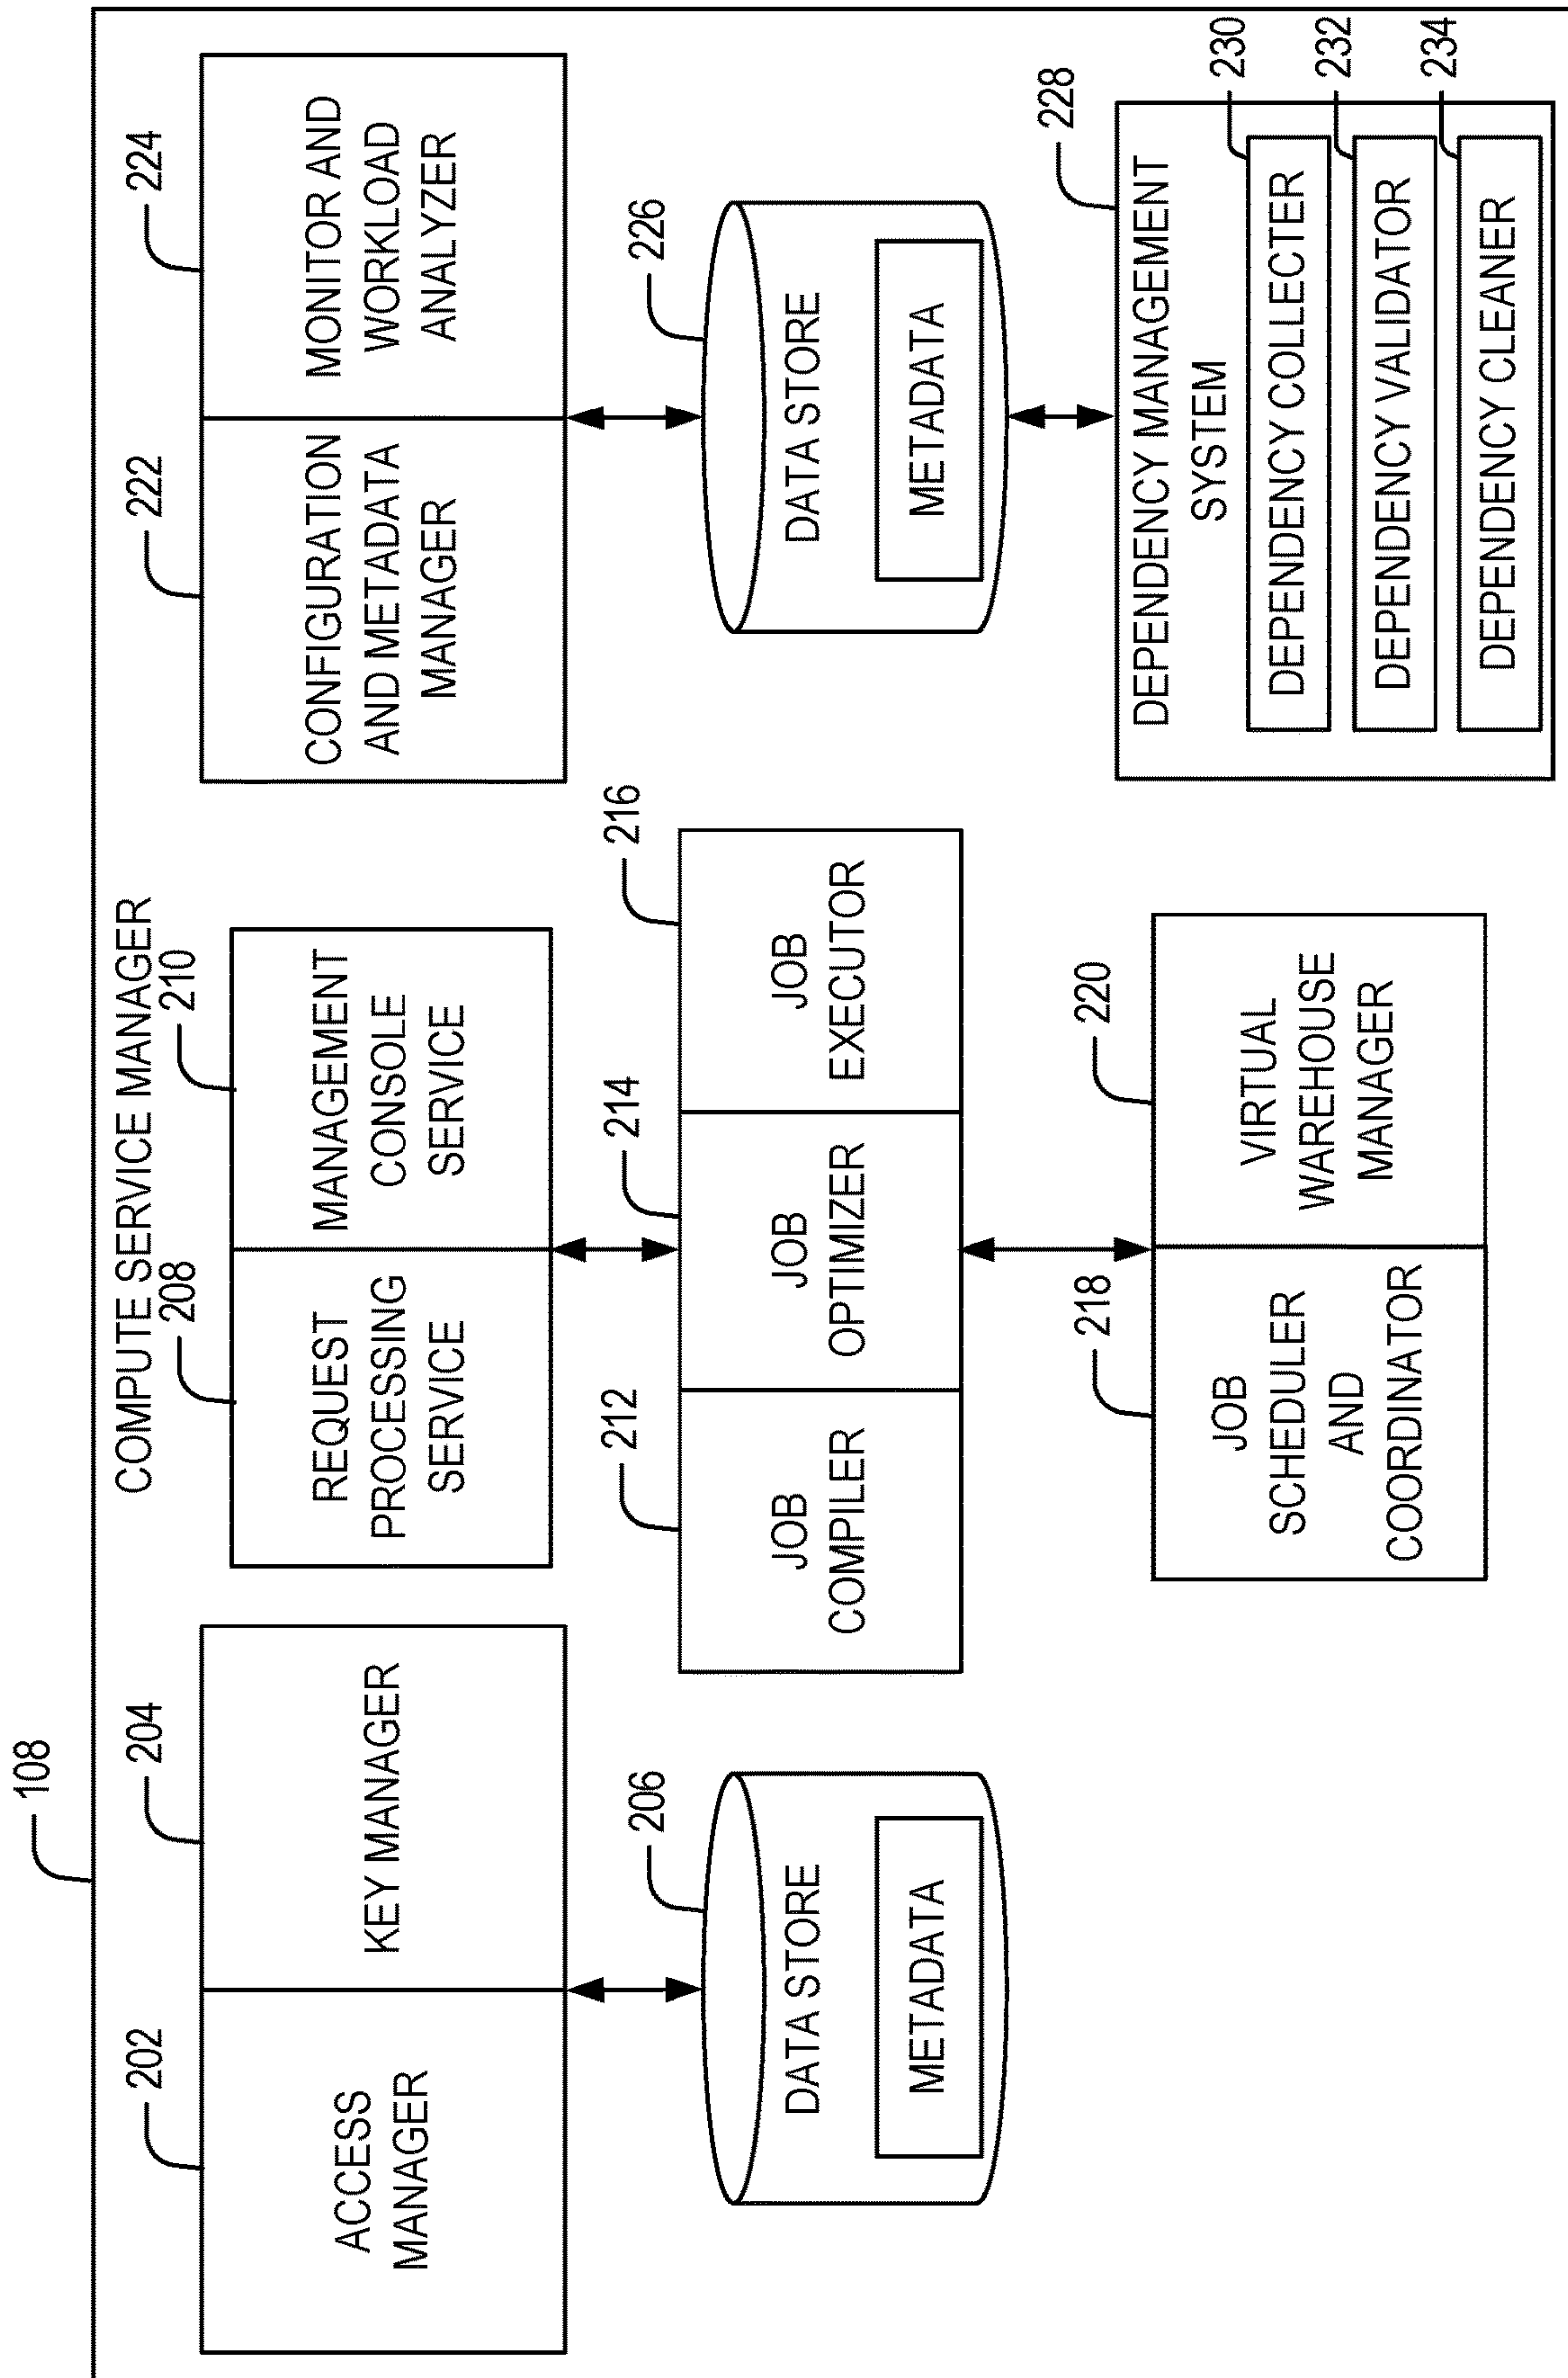 108
COMPUTE SERVICE MANAGER
202
204
ACCESS
MANAGER
KEY MANAGER
206
DATA STORE
METADATA
208
210
REQUEST
PROCESSING
SERVICE
MANAGEMENT
CONSOLE
SERVICE
212
214
216
JOB
COMPILER
JOB
OPTIMIZER
JOB
EXECUTOR
218
220
JOB
SCHEDULER
AND
COORDINATOR
VIRTUAL
WAREHOUSE
MANAGER
222
224
CONFIGURATION
AND METADATA
MANAGER
MONITOR AND
WORKLOAD
ANALYZER
226
DATA STORE
METADATA
228
DEPENDENCY MANAGEMENT
SYSTEM
230
DEPENDENCY COLLECTER
232
DEPENDENCY VALIDATOR
234
DEPENDENCY CLEANER